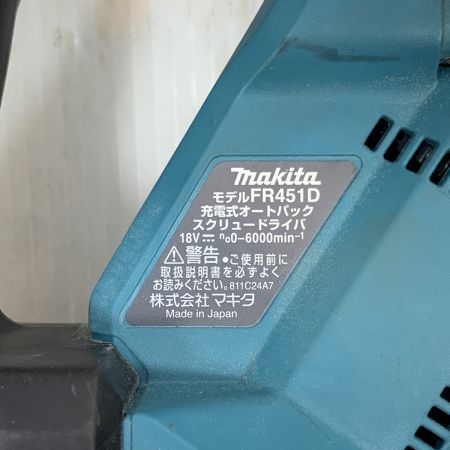 makita
モデルFR451D
充電式オートパック
スクリュードライバ
18V⎓ n₀0-6000min⁻¹
⚠警告 •ご使用前に
取扱説明書を必ずよく
お読みください。811C24A7
株式会社マキタ
Made in Japan